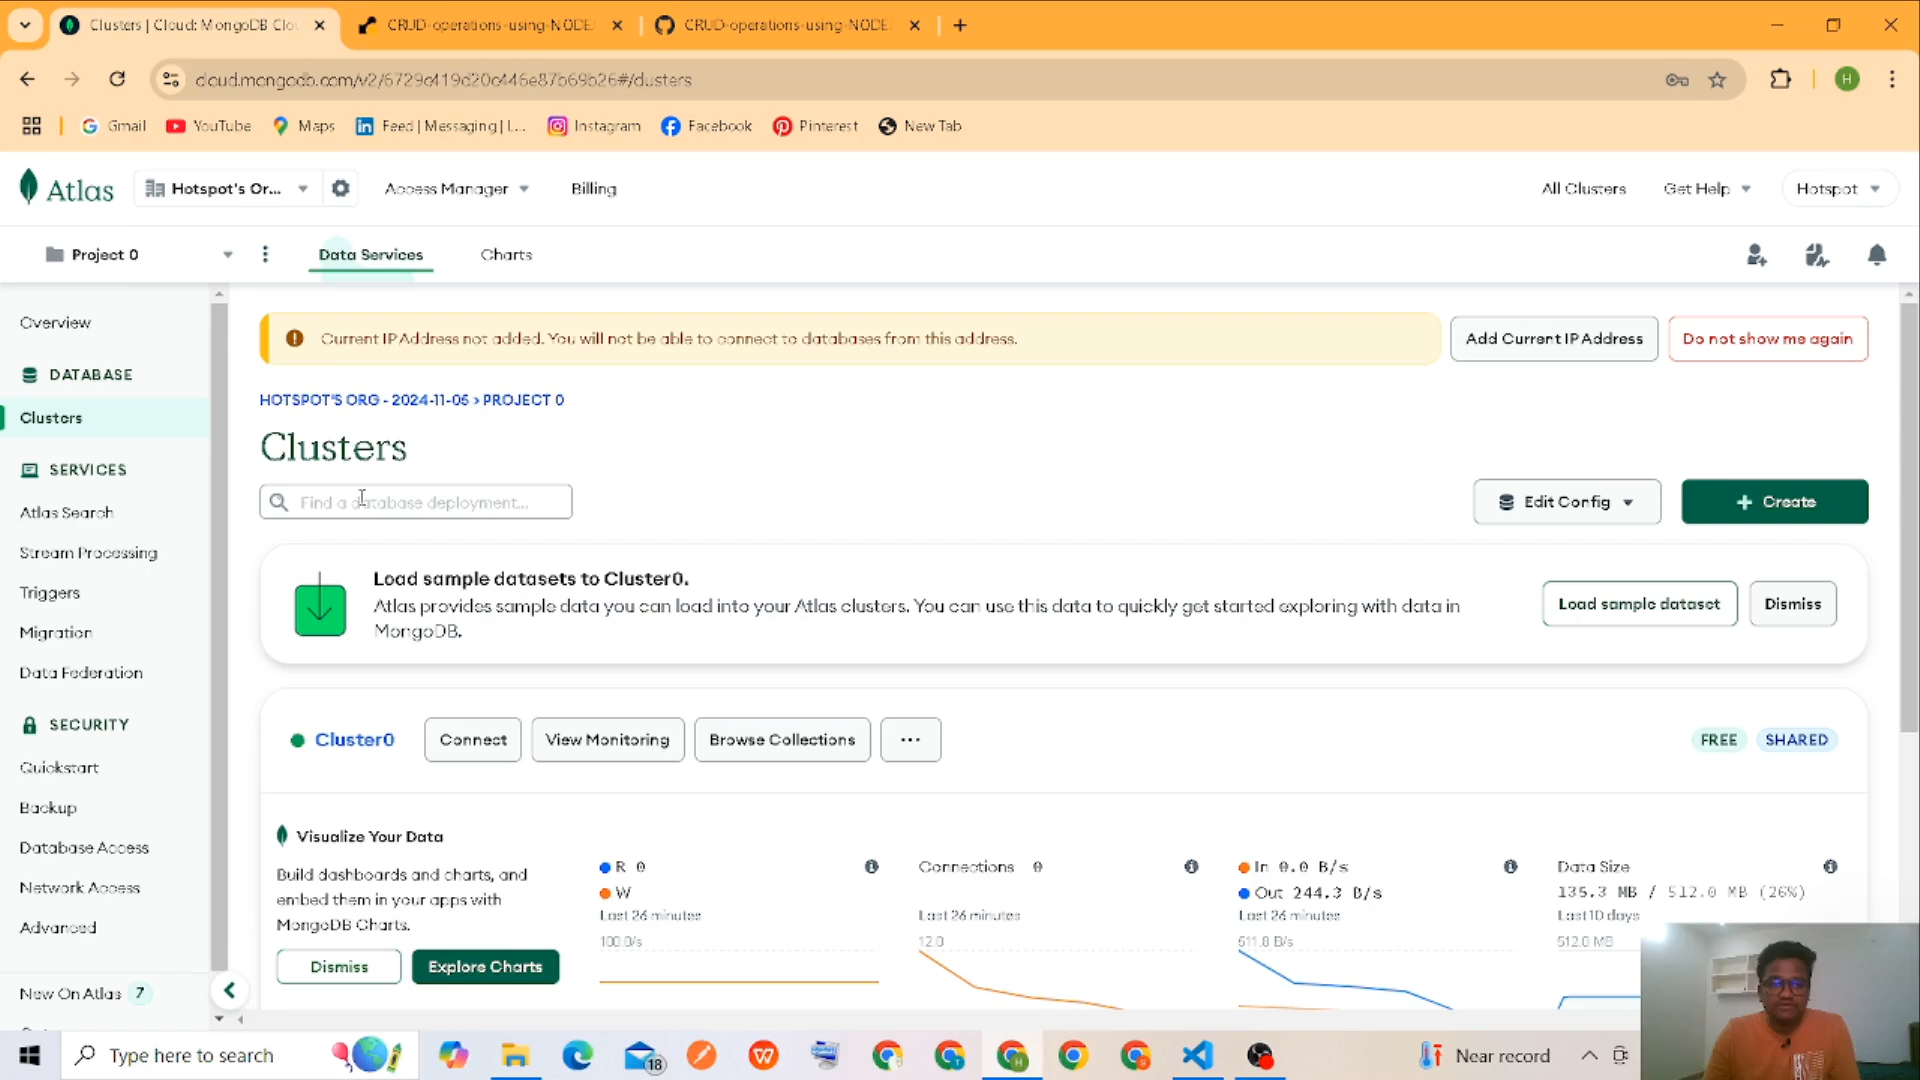 Clusters | Cloud: MongoDB Clou
CRUD-operations-using-NODE.
CRUD-operations-using-NODE.
cloud.mongodb.com/v2/6729c419d20c446e87b69b26#/clusters
H
Gmail
YouTube
Maps
Feed | Messaging | L...
Instagram
Facebook
Pinterest
New Tab
Atlas
Hotspot's Or...
Access Manager
Billing
All Clusters
Get Help
Hotspot
Project 0
Data Services
Charts
Overview
DATABASE
Clusters
SERVICES
Atlas Search
Stream Processing
Triggers
Migration
Data Federation
SECURITY
Quickstart
Backup
Database Access
Network Access
Advanced
New On Atlas 7
Current IP Address not added. You will not be able to connect to databases from this address.
Add Current IP Address
Do not show me again
HOTSPOT'S ORG - 2024-11-05 > PROJECT 0
Clusters
Find a database deployment...
Edit Config
+ Create
Load sample datasets to Cluster0.
Atlas provides sample data you can load into your Atlas clusters. You can use this data to quickly get started exploring with data in
MongoDB.
Load sample dataset
Dismiss
Cluster0
Connect
View Monitoring
Browse Collections
...
FREE
SHARED
Visualize Your Data
Build dashboards and charts, and
embed them in your apps with
MongoDB Charts.
Dismiss
Explore Charts
R 0
W
Last 26 minutes
100.0/s
Connections 0
Last 26 minutes
12.0
In 0.0 B/s
Out 244.3 B/s
Last 26 minutes
511.8 B/s
Data Size
135.3 MB / 512.0 MB (26%)
Last 10 days
512.0 MB
Type here to search
18
Near record